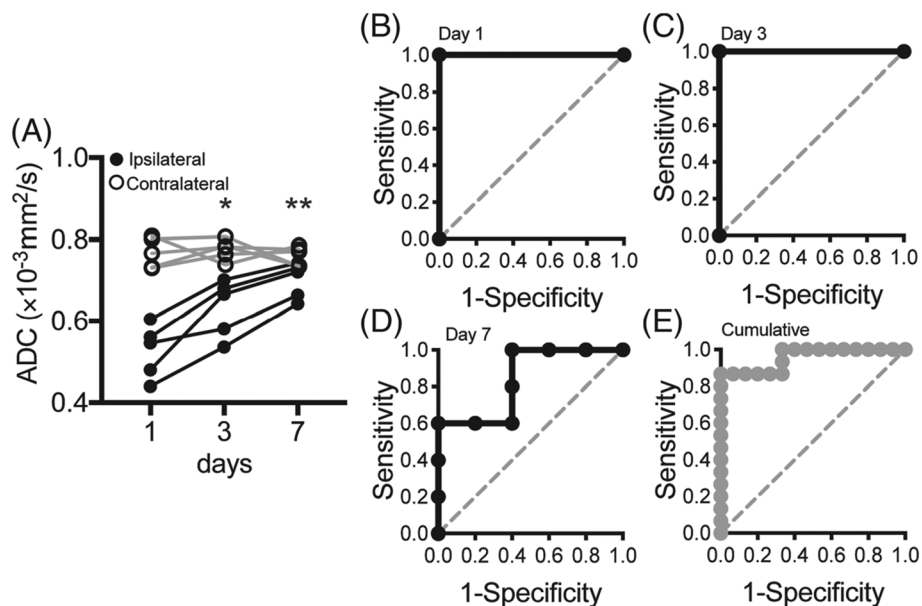 (A)
1.0
0.8
0.6
0.4
ADC (×10⁻³mm²/s)
Ipsilateral
Contralateral
*
**
1 3 7
days
(B)
Day 1
1.0
0.8
0.6
0.4
0.2
0.0
Sensitivity
0.0 0.2 0.4 0.6 0.8 1.0
1-Specificity
(C)
Day 3
1.0
0.8
0.6
0.4
0.2
0.0
Sensitivity
0.0 0.2 0.4 0.6 0.8 1.0
1-Specificity
(D)
Day 7
1.0
0.8
0.6
0.4
0.2
0.0
Sensitivity
0.0 0.2 0.4 0.6 0.8 1.0
1-Specificity
(E)
Cumulative
1.0
0.8
0.6
0.4
0.2
0.0
Sensitivity
0.0 0.2 0.4 0.6 0.8 1.0
1-Specificity